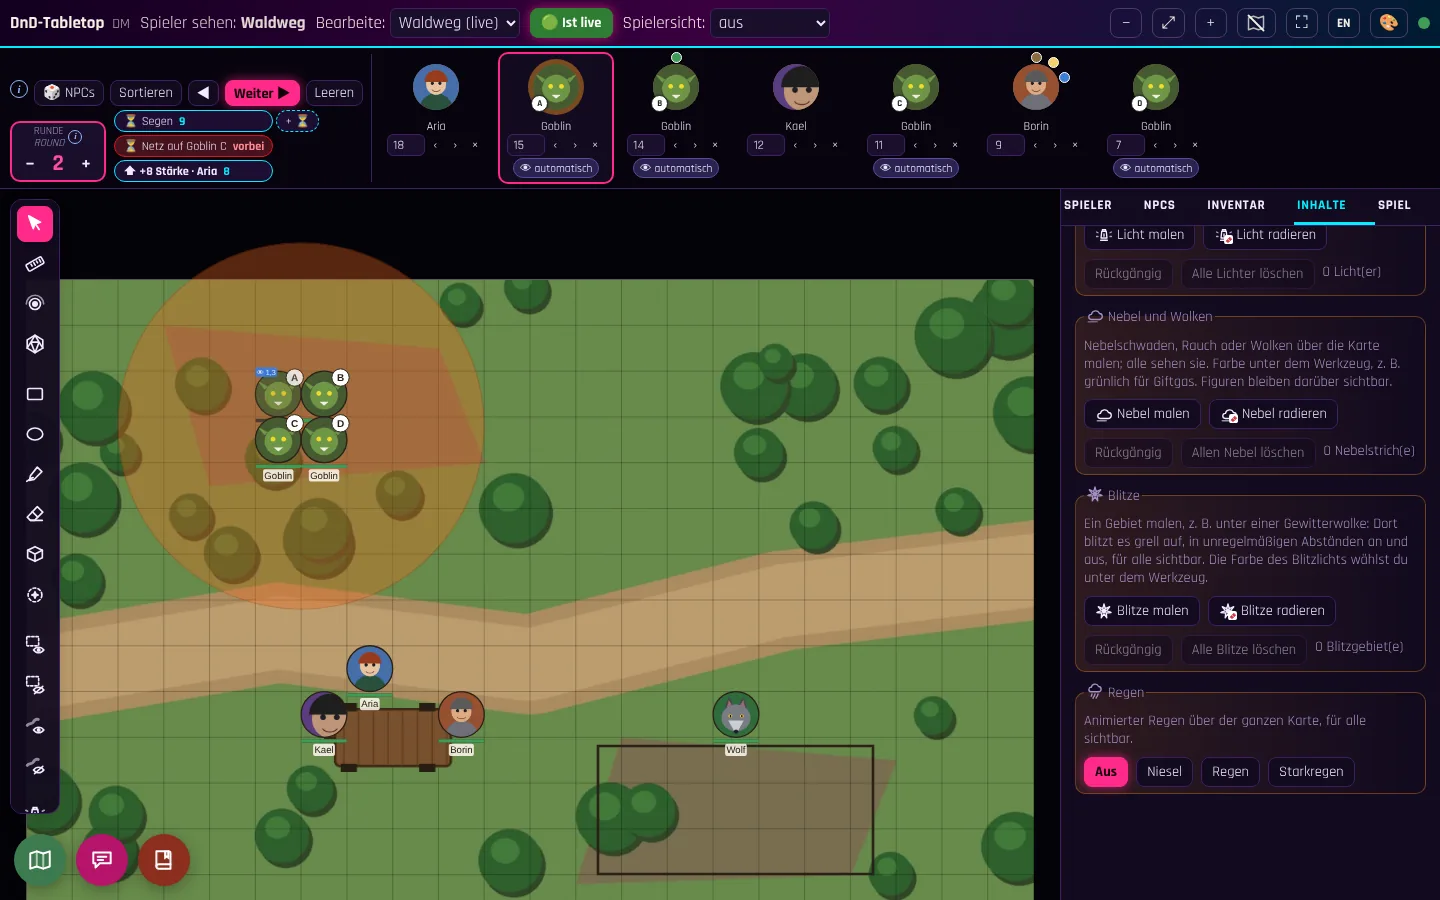 DnD-Tabletop DM Spieler sehen: Waldweg Bearbeite: Waldweg (live) Ist live Spielersicht: aus EN
i NPCs Sortieren Weiter Leeren
RUNDE
ROUND i
− 2 +
Segen 9 +
Netz auf Goblin C vorbei
+8 Stärke · Aria 8
Aria
18 ‹ › ×
A
Goblin
15 ‹ › ×
automatisch
B
Goblin
14 ‹ › ×
automatisch
Kael
12 ‹ › ×
C
Goblin
11 ‹ › ×
automatisch
Borin
9 ‹ › ×
D
Goblin
7 ‹ › ×
automatisch
SPIELER NPCS INVENTAR INHALTE SPIEL
Licht malen Licht radieren
Rückgängig Alle Lichter löschen 0 Licht(er)
Nebel und Wolken
Nebelschwaden, Rauch oder Wolken über die Karte
malen; alle sehen sie. Farbe unter dem Werkzeug, z. B.
grünlich für Giftgas. Figuren bleiben darüber sichtbar.
Nebel malen Nebel radieren
Rückgängig Allen Nebel löschen 0 Nebelstrich(e)
Blitze
Ein Gebiet malen, z. B. unter einer Gewitterwolke: Dort
blitzt es grell auf, in unregelmäßigen Abständen an und
aus, für alle sichtbar. Die Farbe des Blitzlichts wählst du
unter dem Werkzeug.
Blitze malen Blitze radieren
Rückgängig Alle Blitze löschen 0 Blitzgebiet(e)
Regen
Animierter Regen über der ganzen Karte, für alle
sichtbar.
Aus Niesel Regen Starkregen
1,3 A B
C D
Goblin Goblin
Aria
Kael Borin Wolf